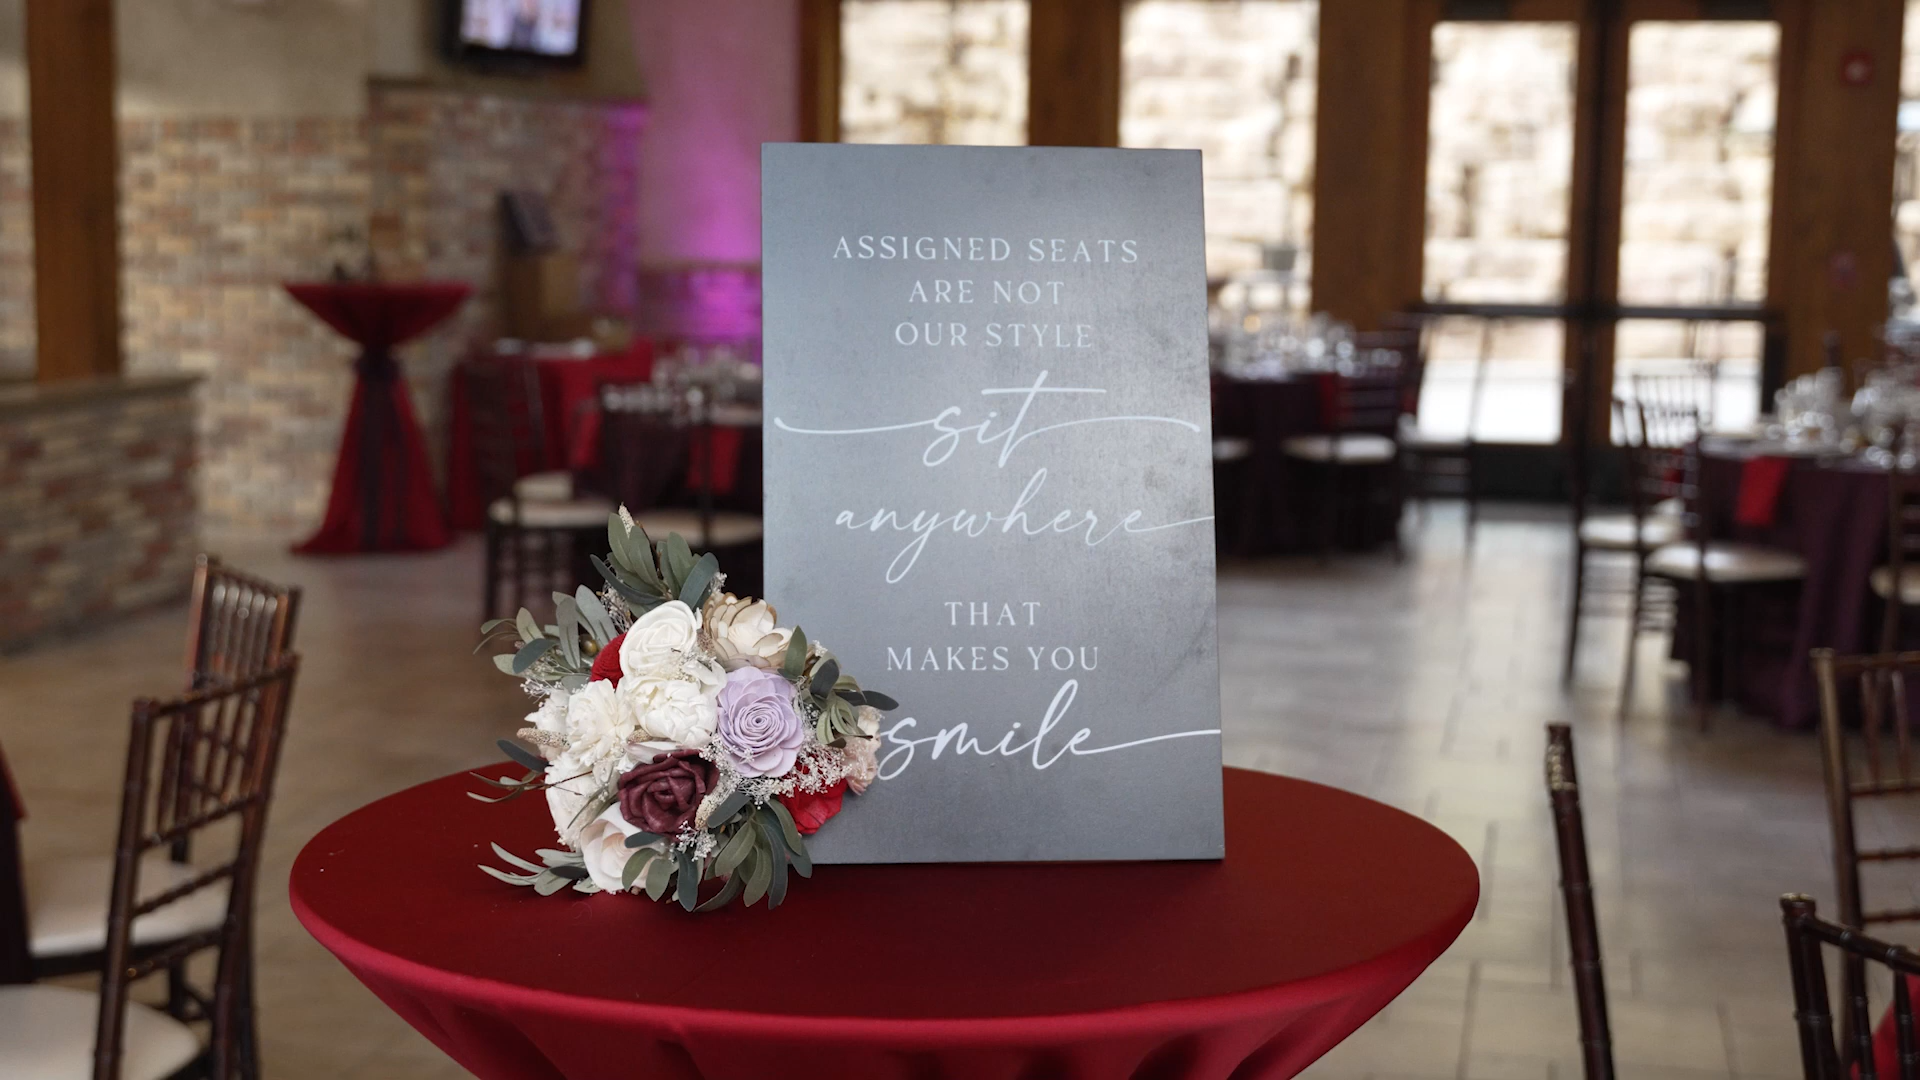 ASSIGNED SEATS
ARE NOT
OUR STYLE
sit
anywhere
THAT
MAKES YOU
smile